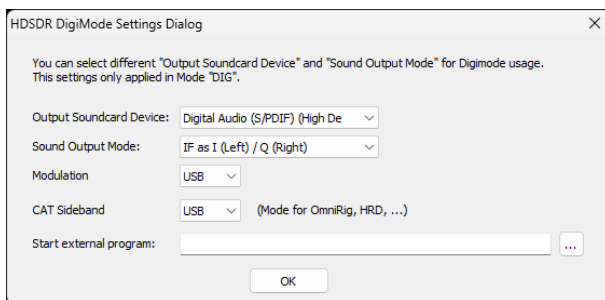 HDSDR DigiMode Settings Dialog
You can select different "Output Soundcard Device" and "Sound Output Mode" for Digimode usage.
This settings only applied in Mode "DIG".
Output Soundcard Device: Digital Audio (S/PDIF) (High De
Sound Output Mode: IF as I (Left) / Q (Right)
Modulation USB
CAT Sideband USB (Mode for OmniRig, HRD, ...)
Start external program: ...
OK